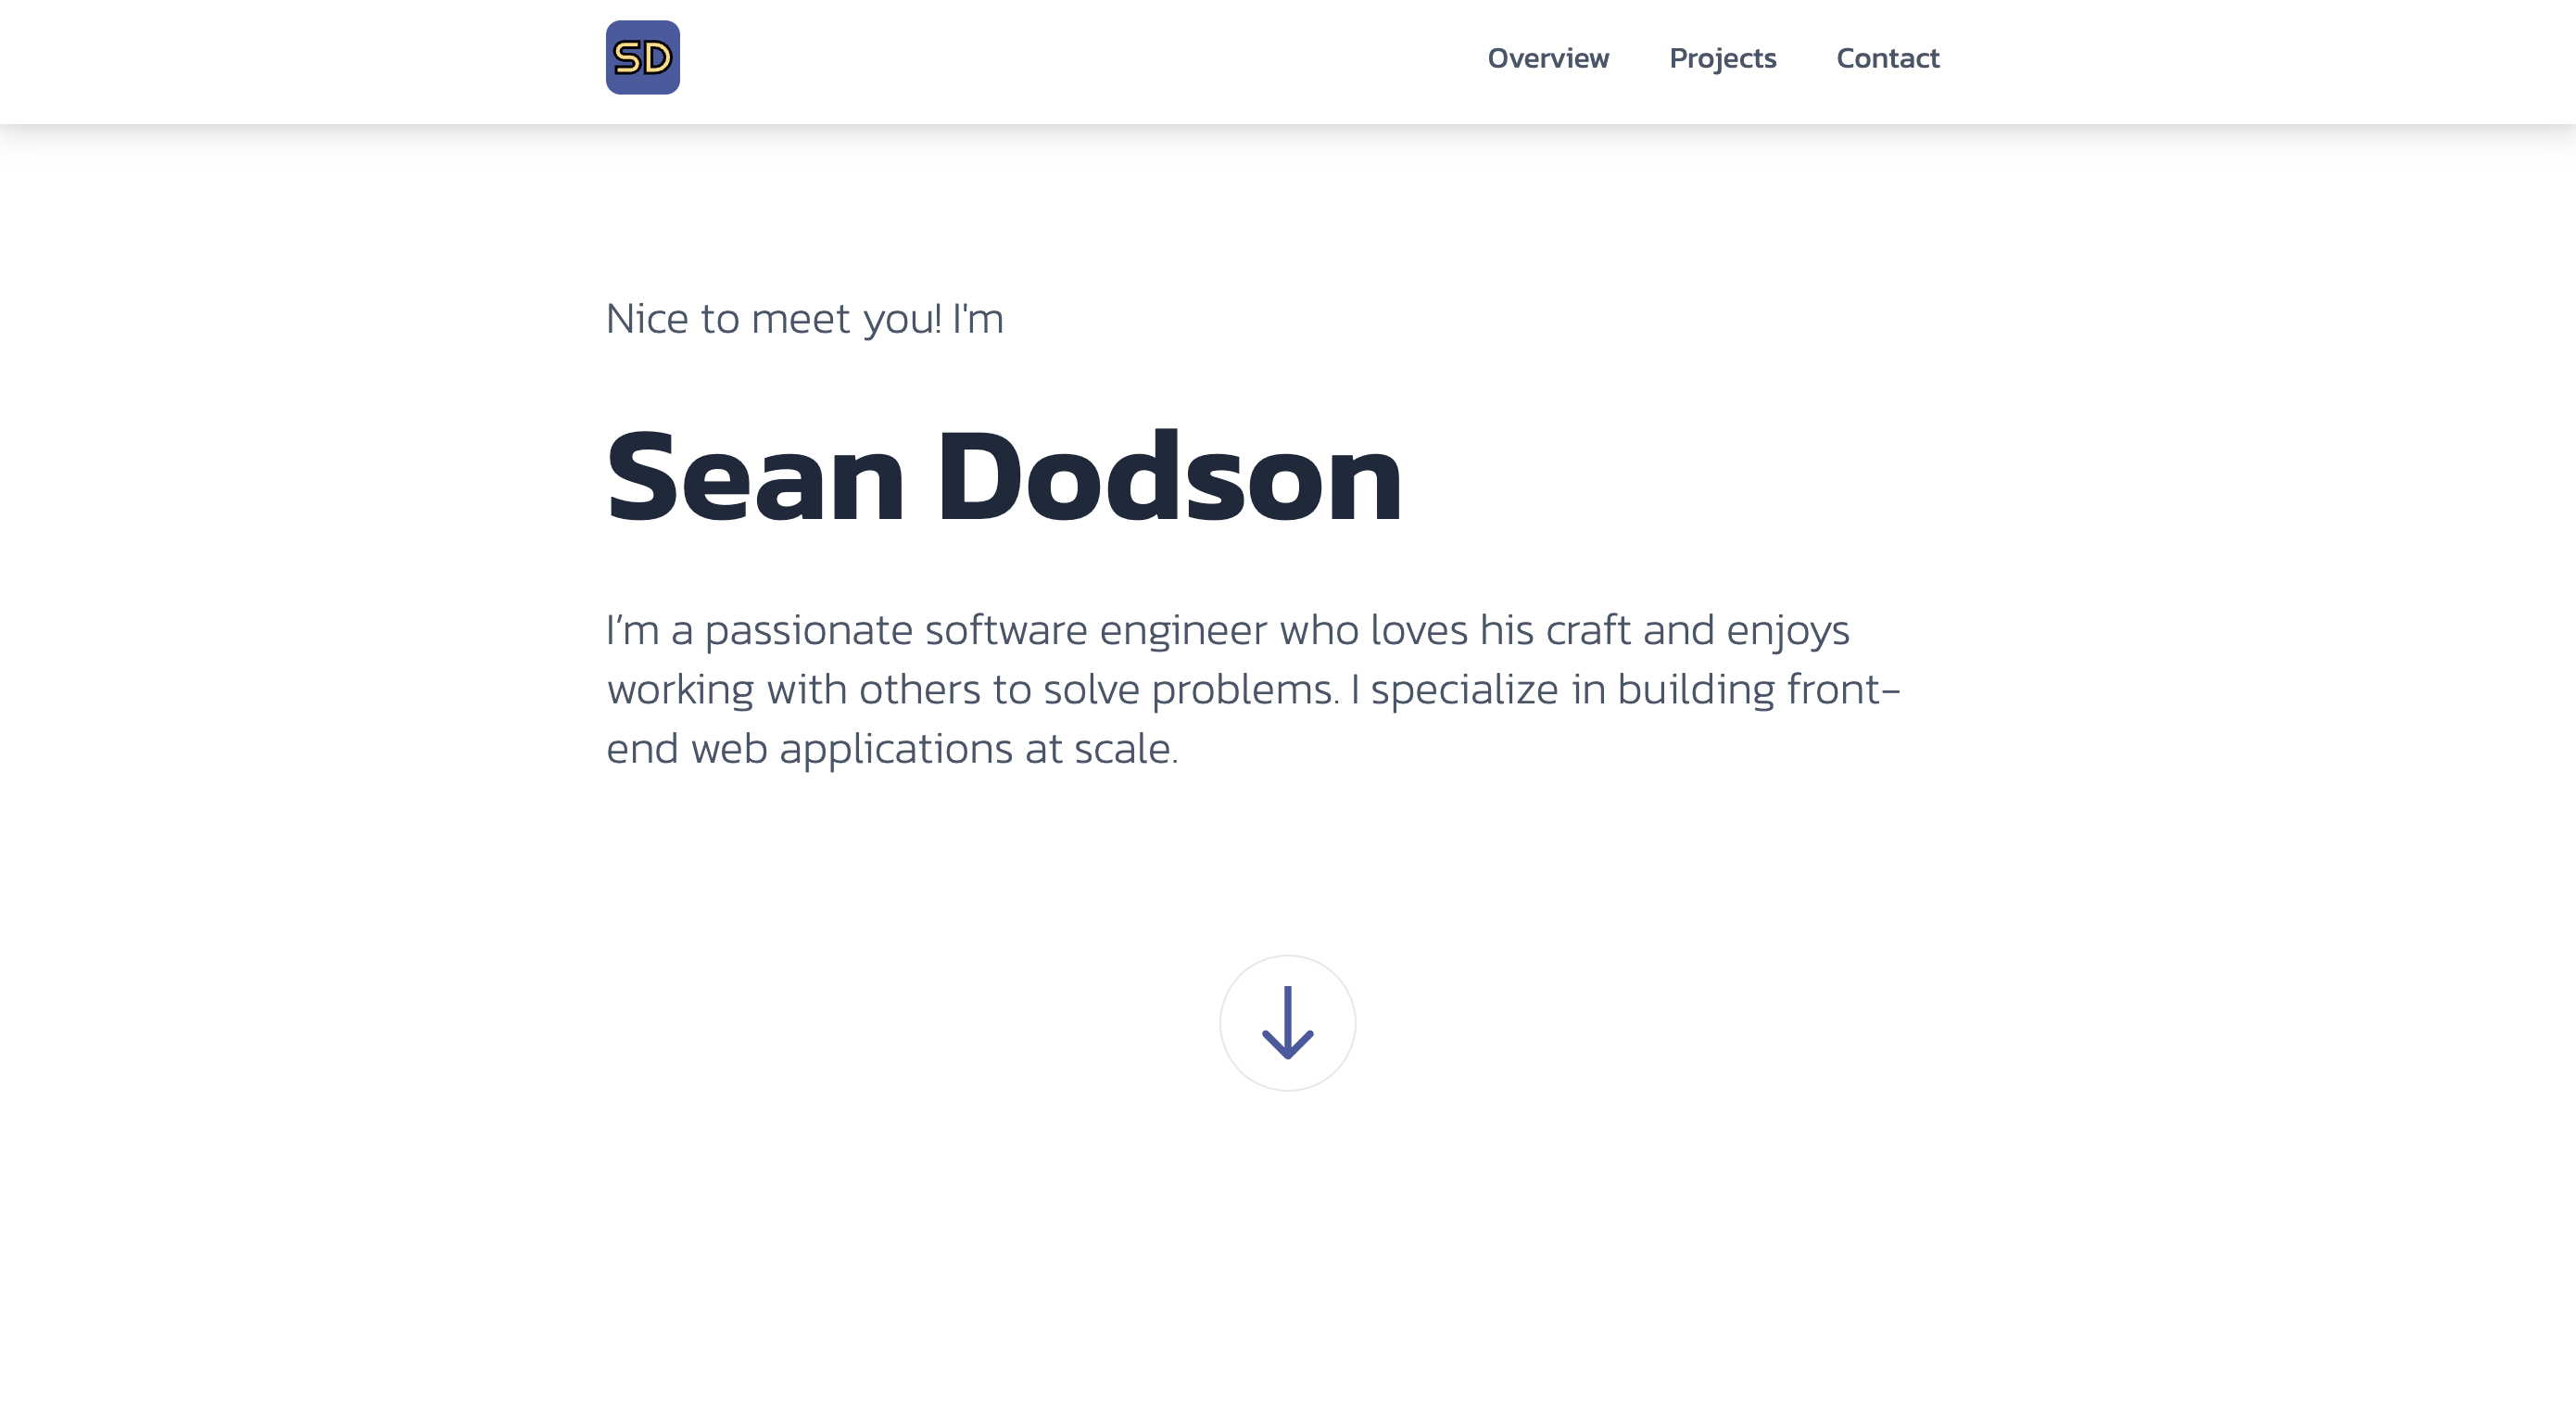 SD
Overview Projects Contact
Nice to meet you! I'm
Sean Dodson
I’m a passionate software engineer who loves his craft and enjoys
working with others to solve problems. I specialize in building front-
end web applications at scale.